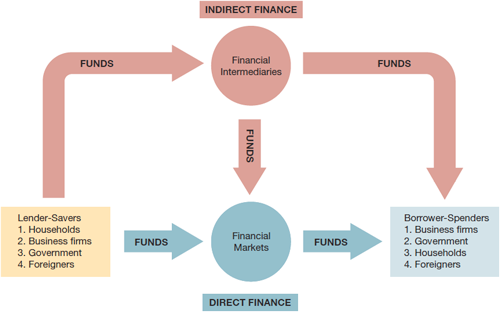 INDIRECT FINANCE
FUNDS
Financial
Intermediaries
FUNDS
FUNDS
Lender-Savers
1. Households
2. Business firms
3. Government
4. Foreigners
FUNDS
Financial
Markets
FUNDS
Borrower-Spenders
1. Business firms
2. Government
3. Households
4. Foreigners
DIRECT FINANCE